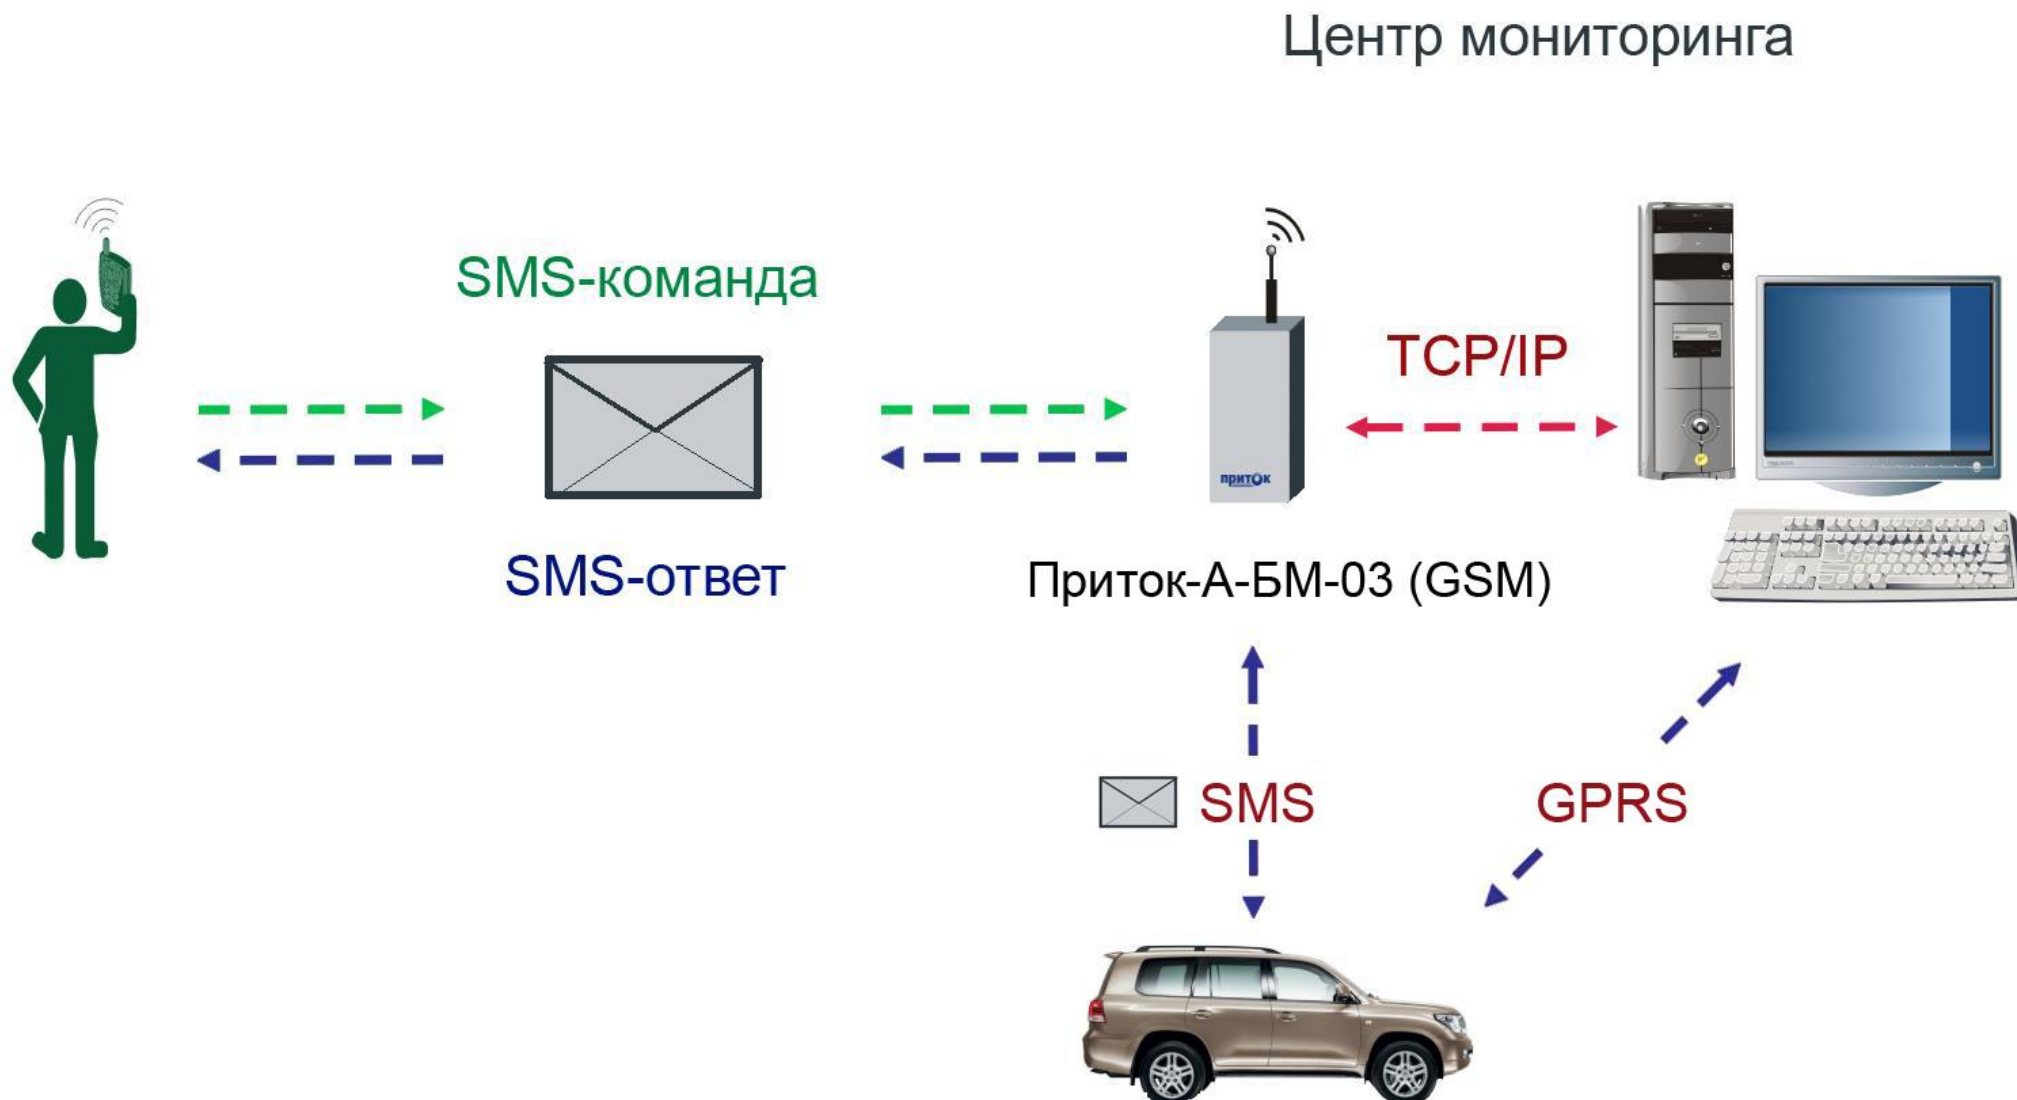 Центр мониторинга
SMS-команда
TCP/IP
приток
SMS-ответ
Приток-А-БМ-03 (GSM)
SMS
GPRS